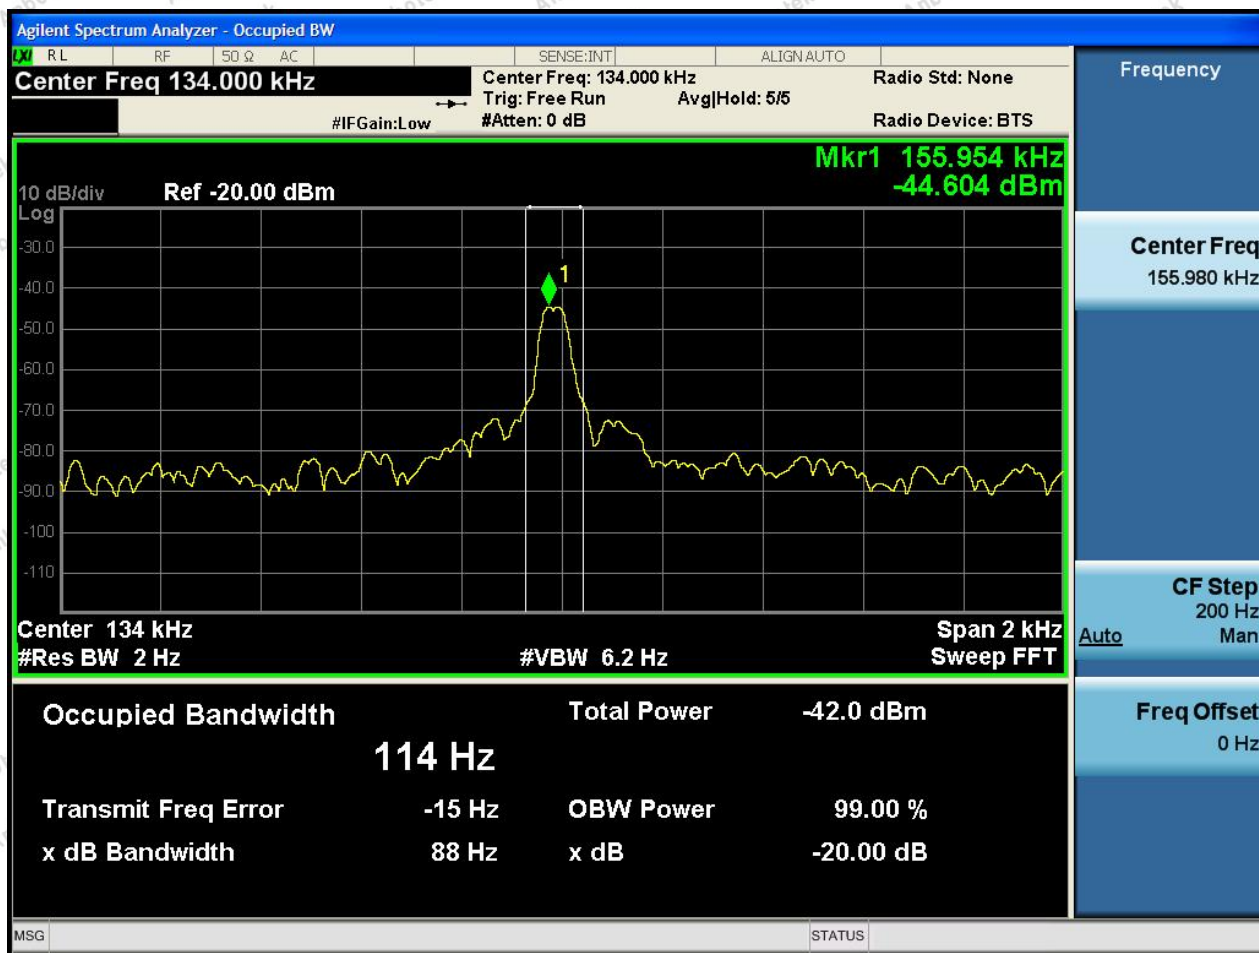 Agilent Spectrum Analyzer - Occupied BW
LXI RL RF 50 Ω AC SENSE:INT ALIGN AUTO
Center Freq 134.000 kHz
Center Freq: 134.000 kHz Radio Std: None
Trig: Free Run Avg|Hold: 5/5
#IFGain:Low #Atten: 0 dB Radio Device: BTS
Mkr1 155.954 kHz
-44.604 dBm
10 dB/div Ref -20.00 dBm
Log
-30.0
1
-40.0
-50.0
-60.0
-70.0
-80.0
-90.0
-100
-110
Center 134 kHz Span 2 kHz
#Res BW 2 Hz #VBW 6.2 Hz Sweep FFT
Occupied Bandwidth Total Power -42.0 dBm
114 Hz
Transmit Freq Error -15 Hz OBW Power 99.00 %
x dB Bandwidth 88 Hz x dB -20.00 dB
MSG STATUS
Frequency
Center Freq
155.980 kHz
CF Step
200 Hz
Auto Man
Freq Offset
0 Hz